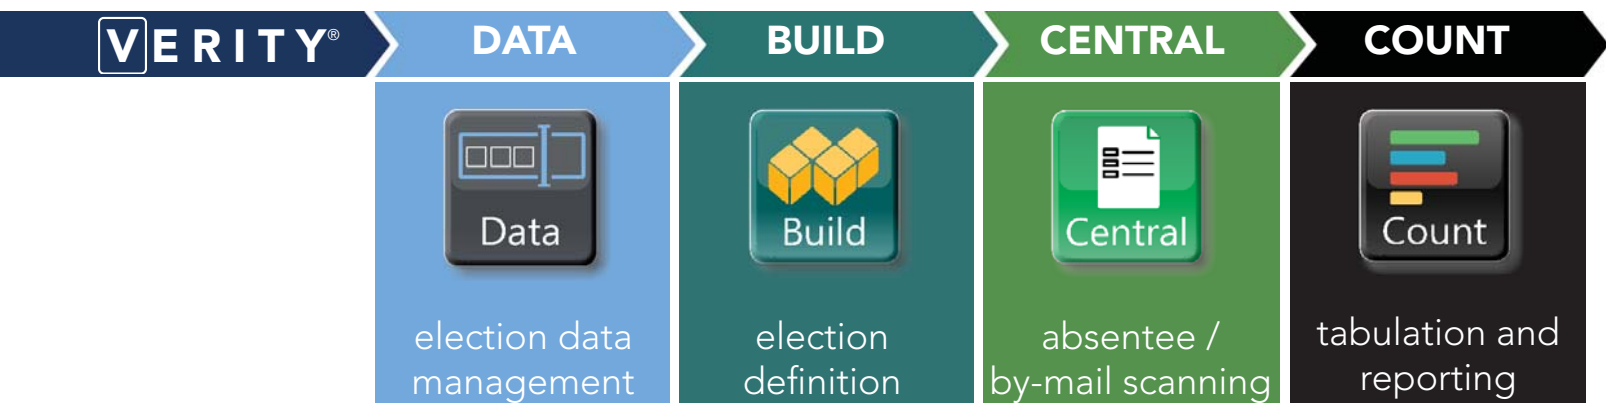 VERITY® DATA BUILD CENTRAL COUNT
Data Build Central Count
election data
management
election
definition
absentee /
by-mail scanning
tabulation and
reporting